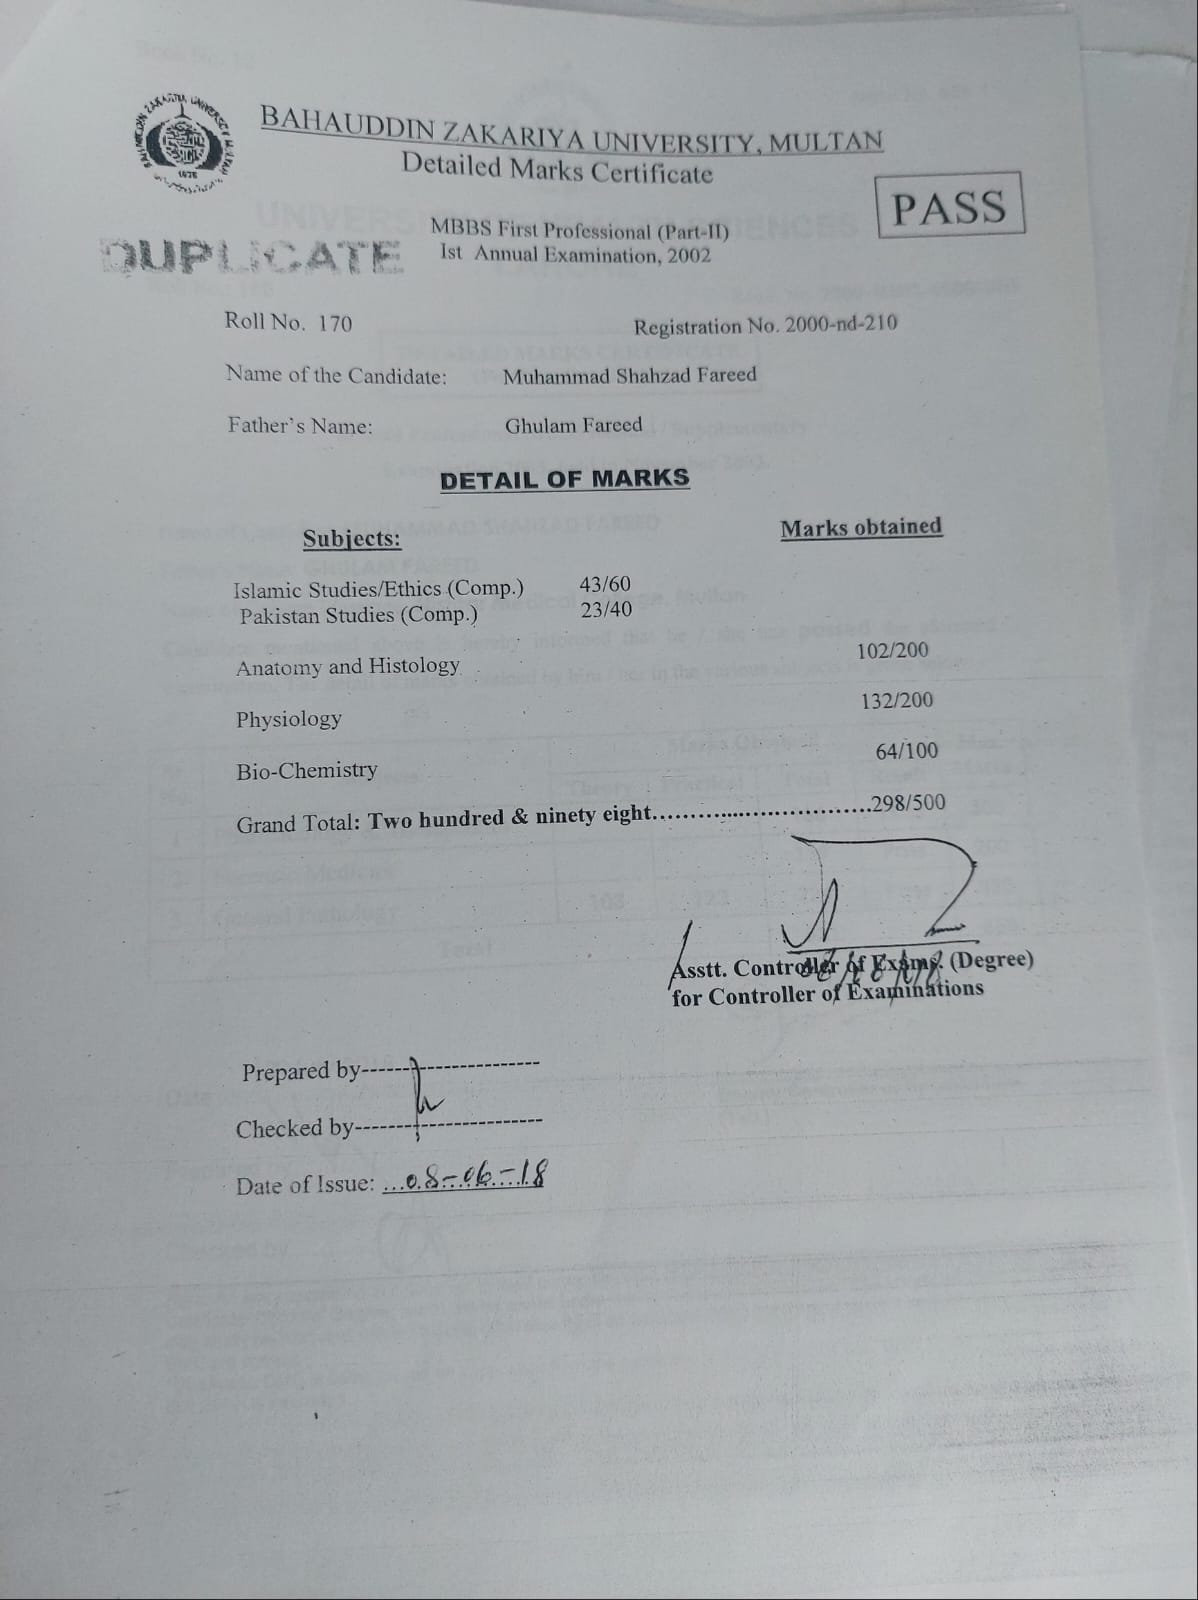 BAHAUDDIN ZAKARIYA UNIVERSITY, MULTAN
Detailed Marks Certificate
PASS
MBBS First Professional (Part-II)
DUPLICATE
Ist Annual Examination, 2002
Roll No. 170 Registration No. 2000-nd-210
Name of the Candidate: Muhammad Shahzad Fareed
Father's Name: Ghulam Fareed
DETAIL OF MARKS
Subjects: Marks obtained
Islamic Studies/Ethics (Comp.) 43/60
Pakistan Studies (Comp.) 23/40
Anatomy and Histology 102/200
Physiology 132/200
Bio-Chemistry 64/100
Grand Total: Two hundred & ninety eight..............................298/500
Asstt. Controller of Exams. (Degree)
for Controller of Examinations
Prepared by-----------------------
Checked by------------------------
Date of Issue: ...08-06-18